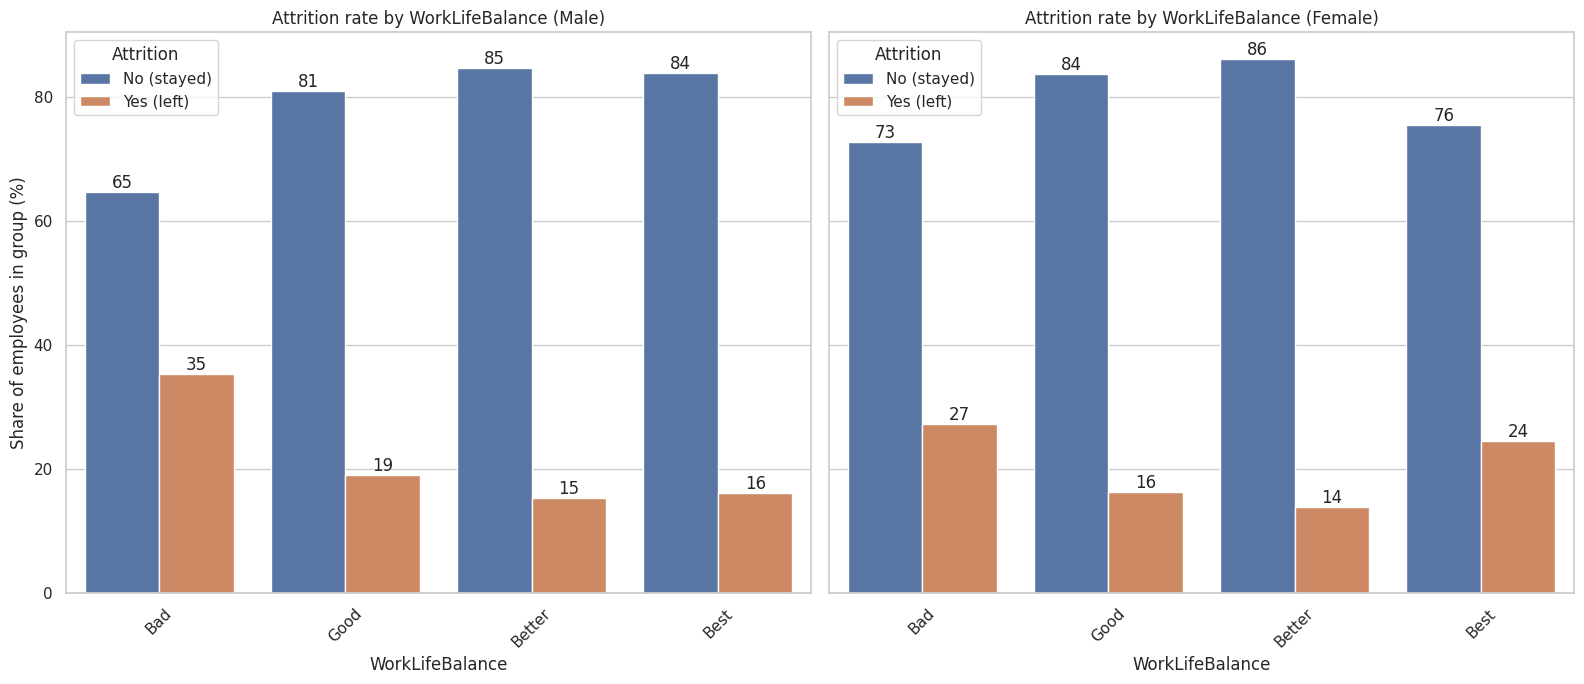 Attrition rate by WorkLifeBalance (Male)
Attrition
No (stayed)
Yes (left)
Share of employees in group (%)
80
60
40
20
0
65
35
81
19
85
15
84
16
Bad
Good
Better
Best
WorkLifeBalance
Attrition rate by WorkLifeBalance (Female)
Attrition
No (stayed)
Yes (left)
73
27
84
16
86
14
76
24
Bad
Good
Better
Best
WorkLifeBalance